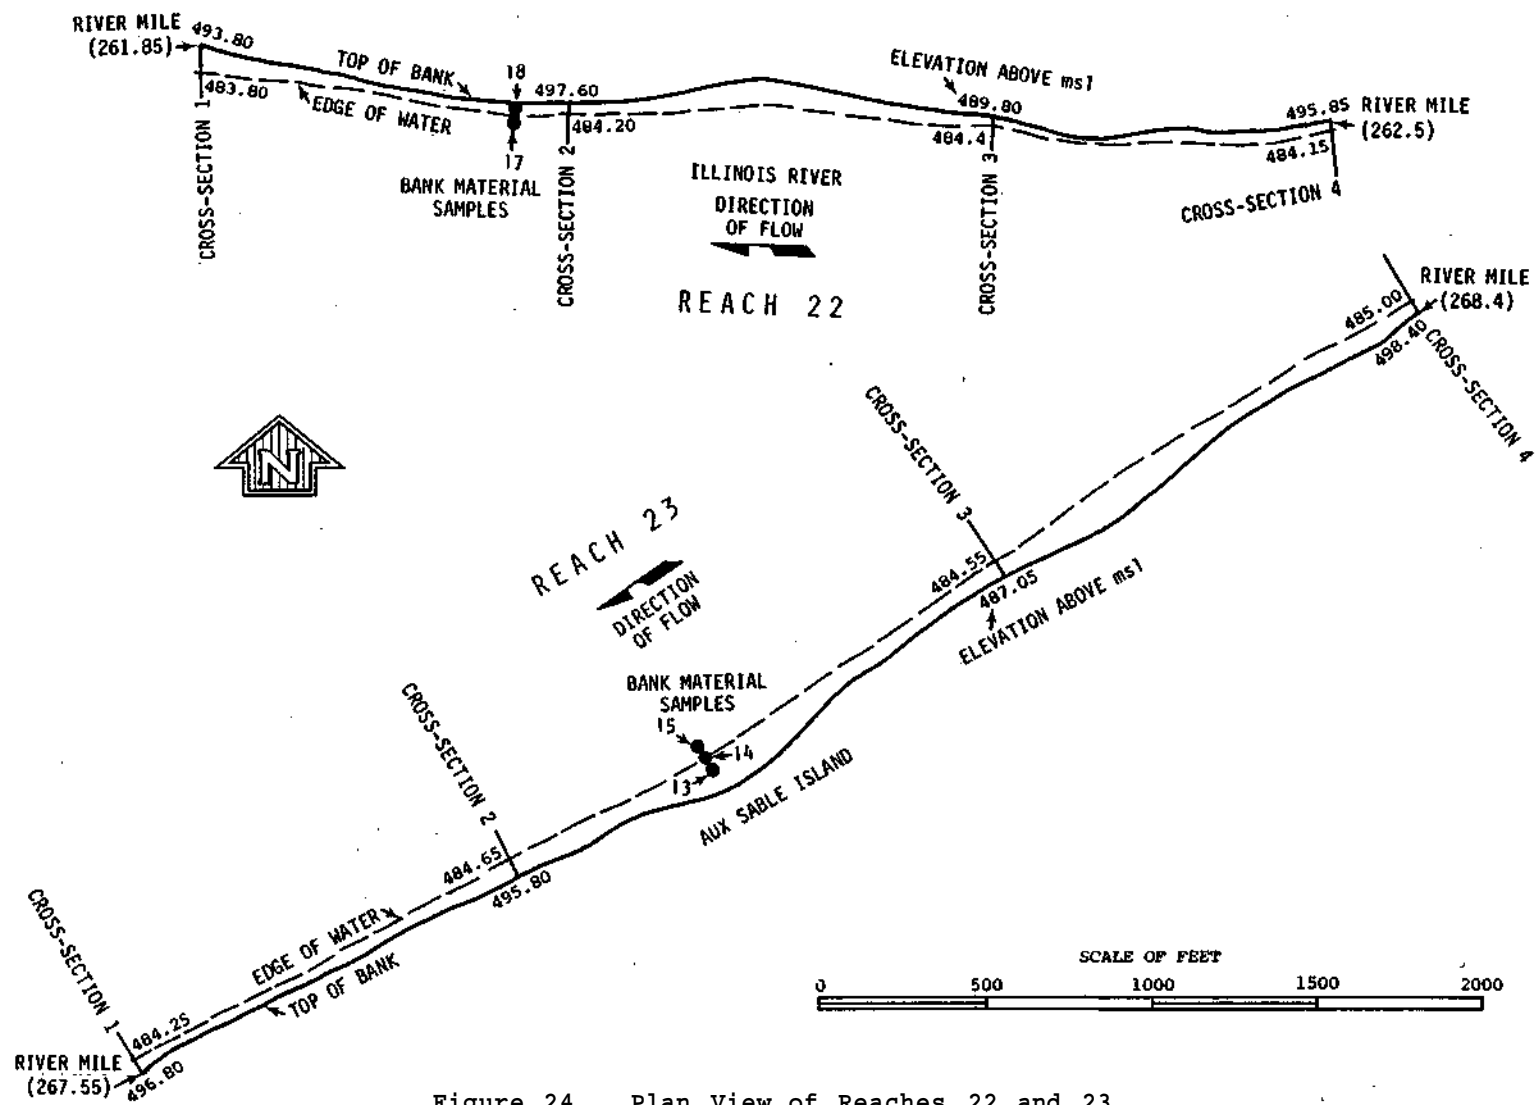 RIVER MILE
(261.85)
493.80
483.80
CROSS-SECTION 1
TOP OF BANK
EDGE OF WATER
18
17
BANK MATERIAL
SAMPLES
497.60
484.20
CROSS-SECTION 2
ILLINOIS RIVER
DIRECTION
OF FLOW
REACH 22
ELEVATION ABOVE msl
489.80
484.4
CROSS-SECTION 3
495.85
484.15
RIVER MILE
(262.5)
CROSS-SECTION 4
N
REACH 23
DIRECTION
OF FLOW
RIVER MILE
(268.4)
485.00
498.40
CROSS-SECTION 4
CROSS-SECTION 3
484.55
487.05
ELEVATION ABOVE msl
BANK MATERIAL
SAMPLES
15
14
13
AUX SABLE ISLAND
CROSS-SECTION 2
484.65
495.80
EDGE OF WATER
TOP OF BANK
CROSS-SECTION 1
484.25
496.80
RIVER MILE
(267.55)
SCALE OF FEET
0 500 1000 1500 2000
Figure 24. Plan View of Reaches 22 and 23